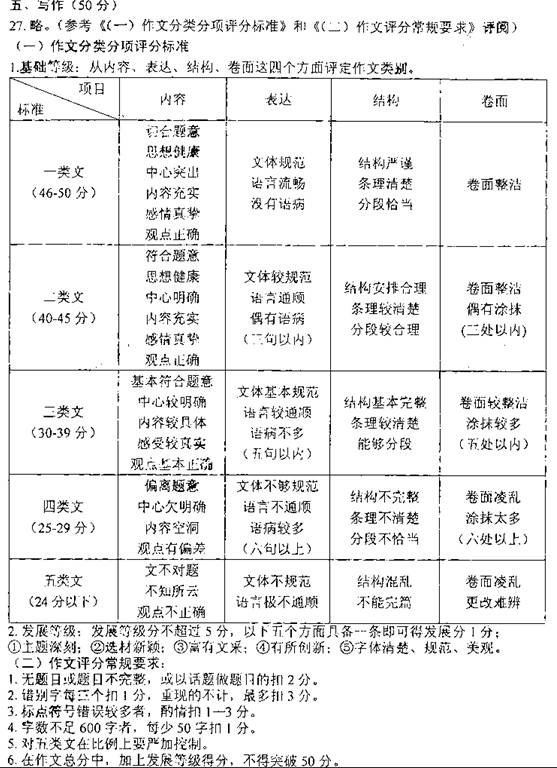 五、写作（50 分）
27. 略。（参考《（一）作文分类分项评分标准》和《（二）作文评分常规要求》评阅）
（一）作文分类分项评分标准
1.基础等级：从内容、表达、结构、卷面这四个方面评定作文类别。
项目
标准
内容
表达
结构
卷面
一类文
（46-50 分）
符合题意
思想健康
中心突出
内容充实
感情真挚
观点正确
文体规范
语言流畅
没有语病
结构严谨
条理清楚
分段恰当
卷面整洁
二类文
（40-45 分）
符合题意
思想健康
中心明确
内容充实
感情真挚
观点正确
文体较规范
语言通顺
偶有语病
（三句以内）
结构安排合理
条理较清楚
分段较合理
卷面整洁
偶有涂抹
（三处以内）
三类文
（30-39 分）
基本符合题意
中心较明确
内容较具体
感受较真实
观点基本正确
文体基本规范
语言较通顺
语病不多
（五句以内）
结构基本完整
条理较清楚
能够分段
卷面较整洁
涂抹较多
（五处以内）
四类文
（25-29 分）
偏离题意
中心欠明确
内容空洞
观点有偏差
文体不够规范
语言不通顺
语病较多
（六句以上）
结构不完整
条理不清楚
分段不恰当
卷面凌乱
涂抹太多
（六处以上）
五类文
（24 分以下）
文不对题
不知所云
观点不正确
文体不规范
语言极不通顺
结构混乱
不能完篇
卷面凌乱
更改难辨
2. 发展等级：发展等级分不超过 5 分，以下五个方面具备一条即可得发展分 1 分；
①主题深刻；②选材新颖；③富有文采；④有所创新；⑤字体清楚、规范、美观。
（二）作文评分常规要求：
1. 无题目或题目不完整，或以话题做题目的扣 2 分。
2. 错别字每三个扣 1 分，重现的不计，最多扣 3 分。
3. 标点符号错误较多者，酌情扣 1—3 分。
4. 字数不足 600 字者，每少 50 字扣 1 分。
5. 对五类文在比例上要严加控制。
6. 在作文总分中，加上发展等级得分，不得突破 50 分。